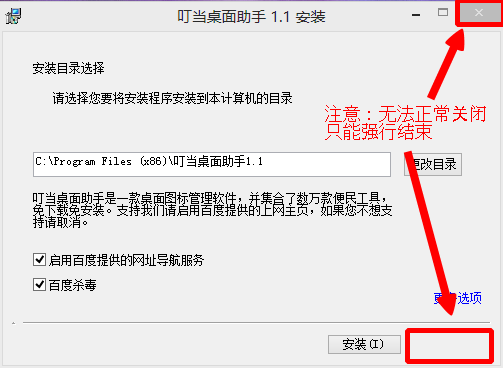 叮当桌面助手 1.1 安装
安装目录选择
请选择您要将安装程序安装到本计算机的目录
注意：无法正常关闭
只能强行结束
C:\Program Files (x86)\叮当桌面助手1.1
更改目录
叮当桌面助手是一款桌面图标管理软件，并集合了数万款便民工具，
免下载免安装。支持我们请启用百度提供的上网主页，如果您不想支
持请取消。
启用百度提供的网址导航服务
百度杀毒
更多选项
安装(I)